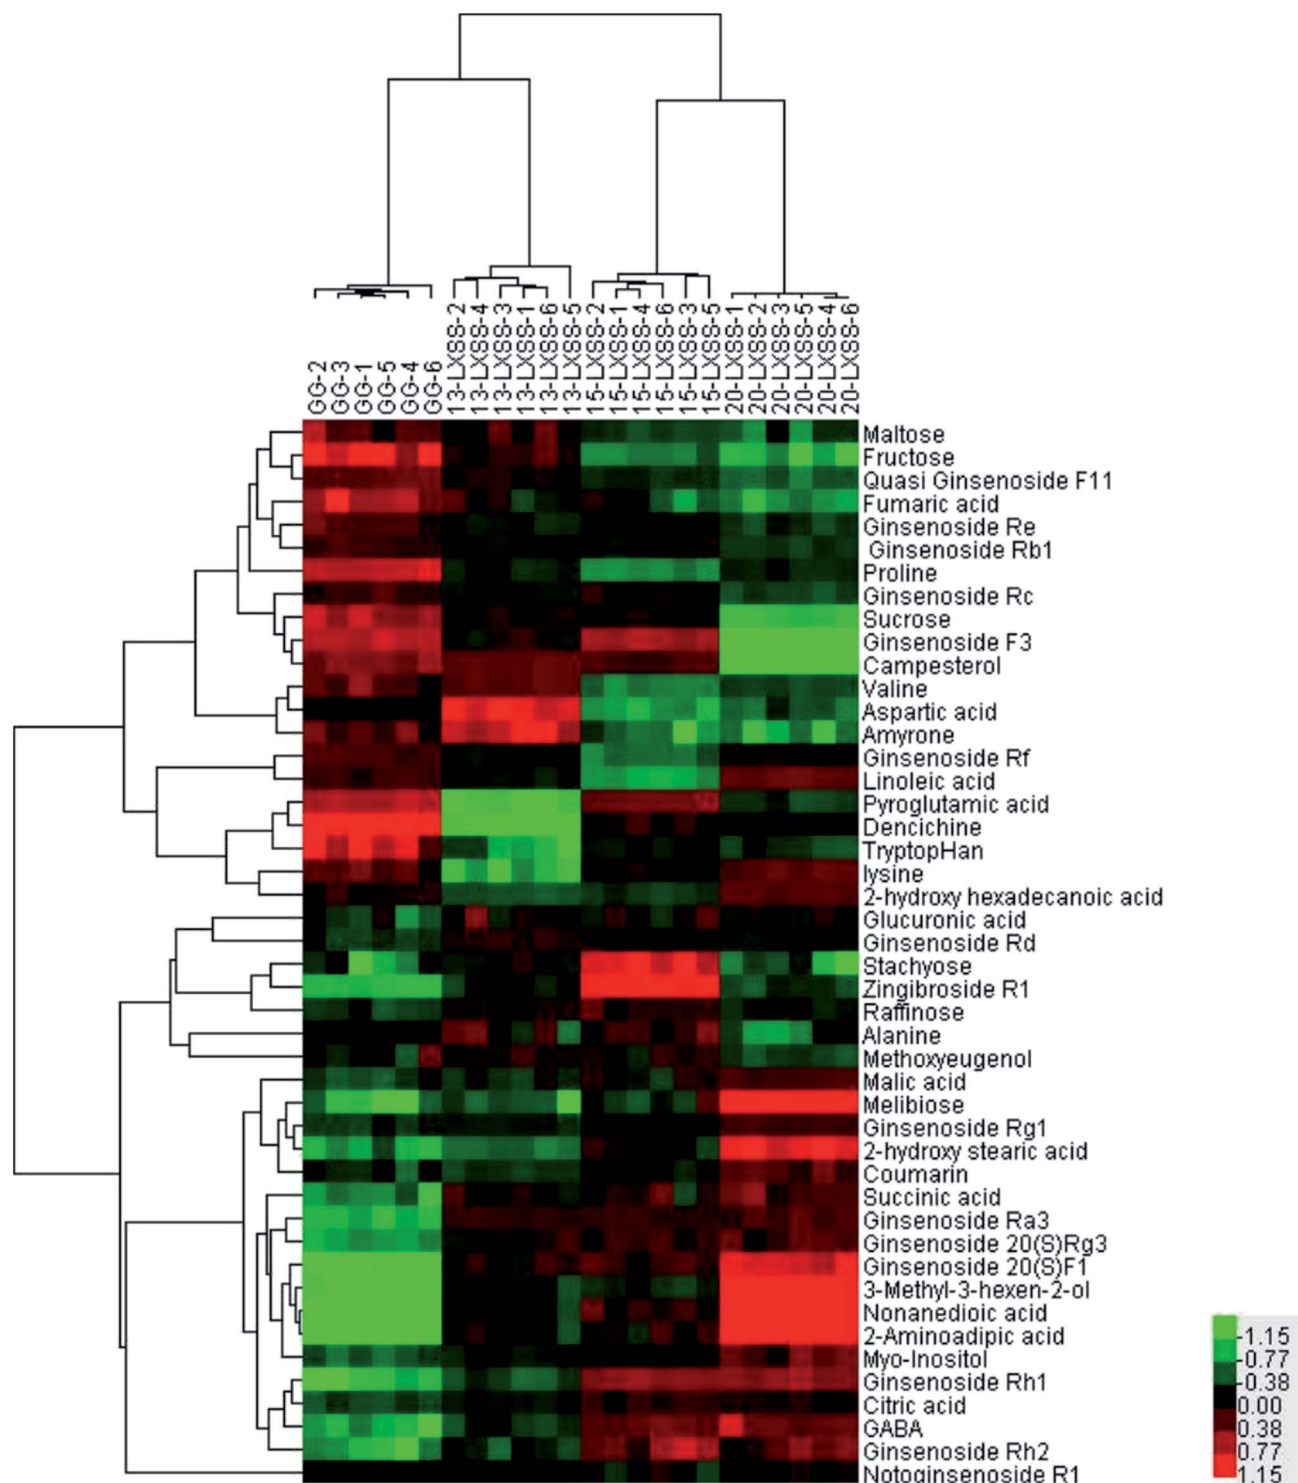 GG-2
GG-3
GG-1
GG-5
GG-4
GG-6
13-LXSS-2
13-LXSS-4
13-LXSS-3
13-LXSS-1
13-LXSS-6
13-LXSS-5
15-LXSS-2
15-LXSS-1
15-LXSS-4
15-LXSS-6
15-LXSS-3
15-LXSS-5
20-LXSS-1
20-LXSS-2
20-LXSS-3
20-LXSS-5
20-LXSS-4
20-LXSS-6
Maltose
Fructose
Quasi Ginsenoside F11
Fumaric acid
Ginsenoside Re
Ginsenoside Rb1
Proline
Ginsenoside Rc
Sucrose
Ginsenoside F3
Campesterol
Valine
Aspartic acid
Amyrone
Ginsenoside Rf
Linoleic acid
Pyroglutamic acid
Dencichine
TryptopHan
lysine
2-hydroxy hexadecanoic acid
Glucuronic acid
Ginsenoside Rd
Stachyose
Zingibroside R1
Raffinose
Alanine
Methoxyeugenol
Malic acid
Melibiose
Ginsenoside Rg1
2-hydroxy stearic acid
Coumarin
Succinic acid
Ginsenoside Ra3
Ginsenoside 20(S)Rg3
Ginsenoside 20(S)F1
3-Methyl-3-hexen-2-ol
Nonanedioic acid
2-Aminoadipic acid
Myo-Inositol
Ginsenoside Rh1
Citric acid
GABA
Ginsenoside Rh2
Notoginsenoside R1
-1.15
-0.77
-0.38
0.00
0.38
0.77
1.15